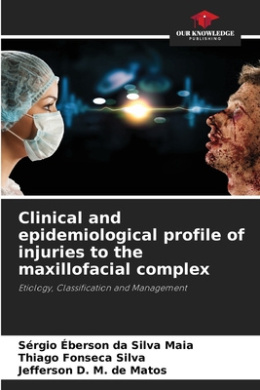 OUR KNOWLEDGE
PUBLISHING
Clinical and
epidemiological profile of
injuries to the
maxillofacial complex
Etiology, Classification and Management
Sérgio Éberson da Silva Maia
Thiago Fonseca Silva
Jefferson D. M. de Matos